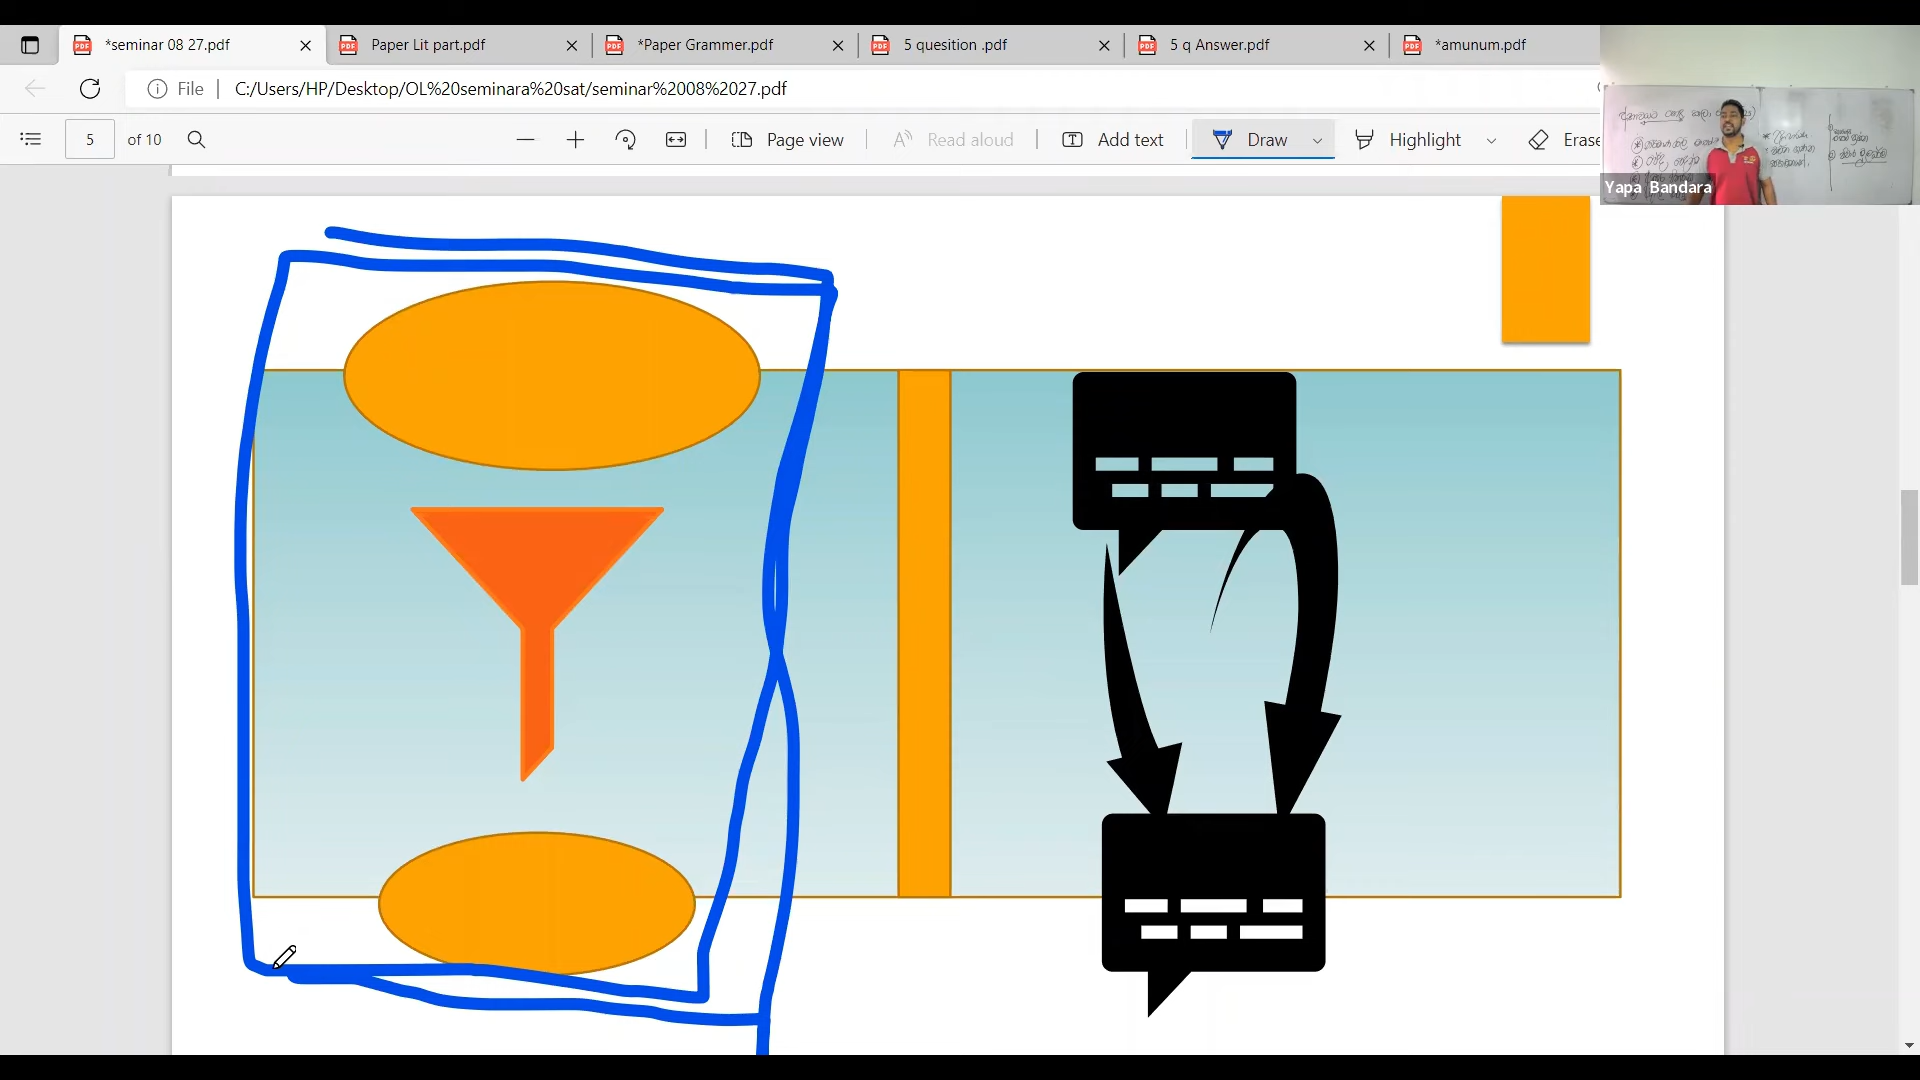 *seminar 08 27.pdf
Paper Lit part.pdf
*Paper Grammer.pdf
5 quesition .pdf
5 q Answer.pdf
*amunum.pdf
File
C:/Users/HP/Desktop/OL%20seminara%20sat/seminar%2008%2027.pdf
5
of 10
Page view
Read aloud
Add text
Draw
Highlight
Erase
Yapa Bandara